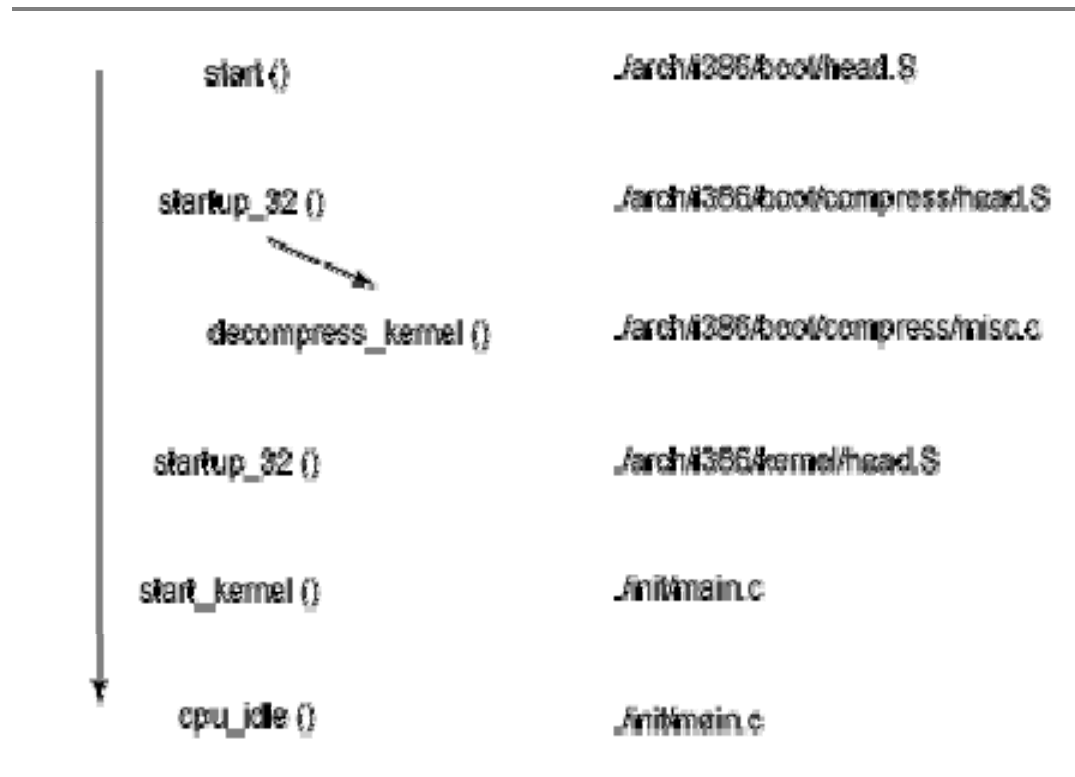 start () ./arch/i386/boot/head.S
startup_32 () ./arch/i386/boot/compress/head.S
decompress_kernel () ./arch/i386/boot/compress/misc.c
startup_32 () ./arch/i386/kernel/head.S
start_kernel () ./init/main.c
cpu_idle () ./init/main.c